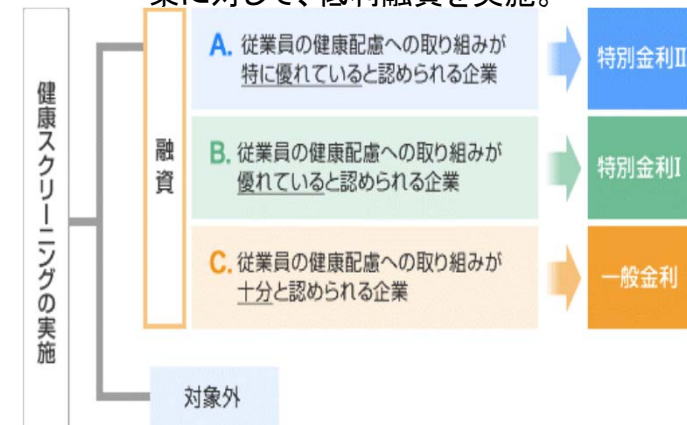 業に対して、低利融資を実施。
健康スクリーニングの実施
融資
A. 従業員の健康配慮への取り組みが
特に優れていると認められる企業
特別金利II
B. 従業員の健康配慮への取り組みが
優れていると認められる企業
特別金利I
C. 従業員の健康配慮への取り組みが
十分と認められる企業
一般金利
対象外